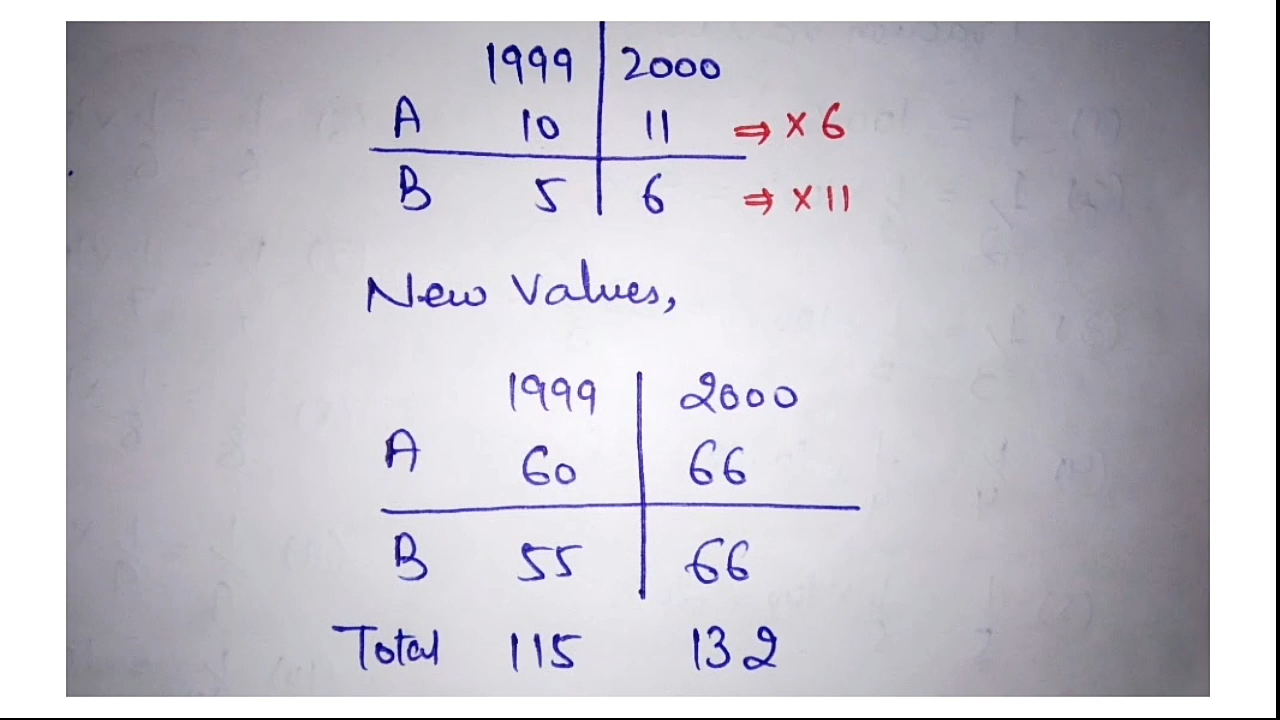 1999 2000
A 10 11 ⇒ × 6
B 5 6 ⇒ × 11
New Values,
1999 2000
A 60 66
B 55 66
Total 115 132